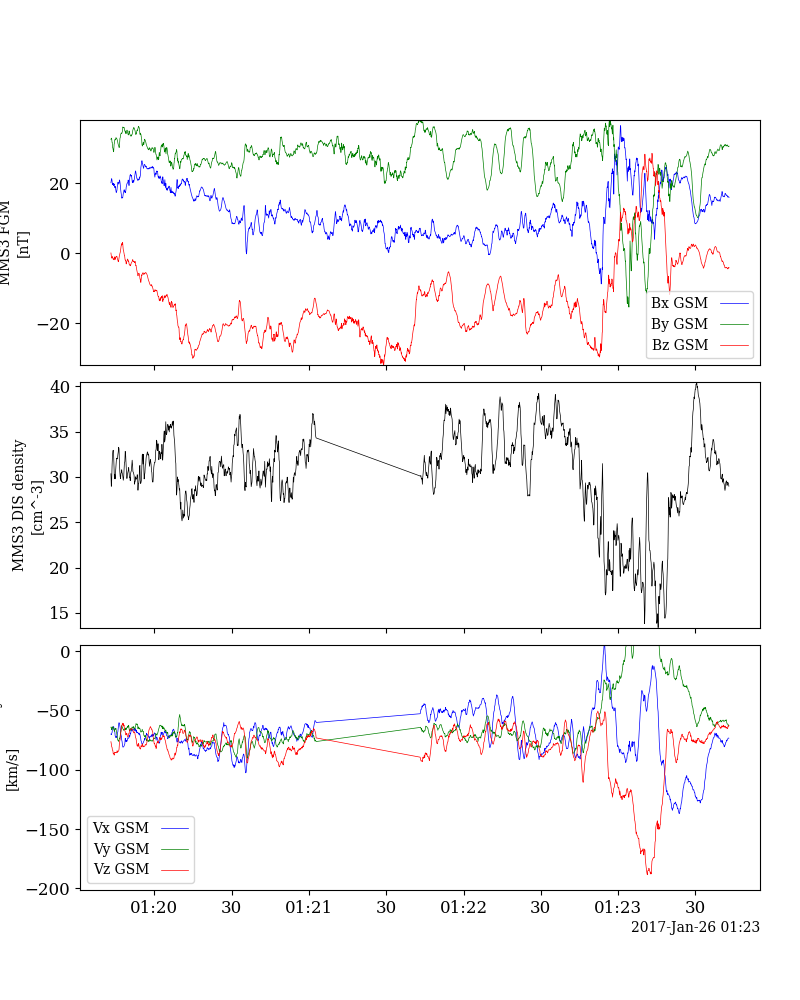 MMS3 FGM
[nT]
20
0
−20
Bx GSM
By GSM
Bz GSM
MMS3 DIS density
[cm^-3]
40
35
30
25
20
15
[km/s]
0
−50
−100
−150
−200
Vx GSM
Vy GSM
Vz GSM
01:20 30 01:21 30 01:22 30 01:23 30
2017-Jan-26 01:23